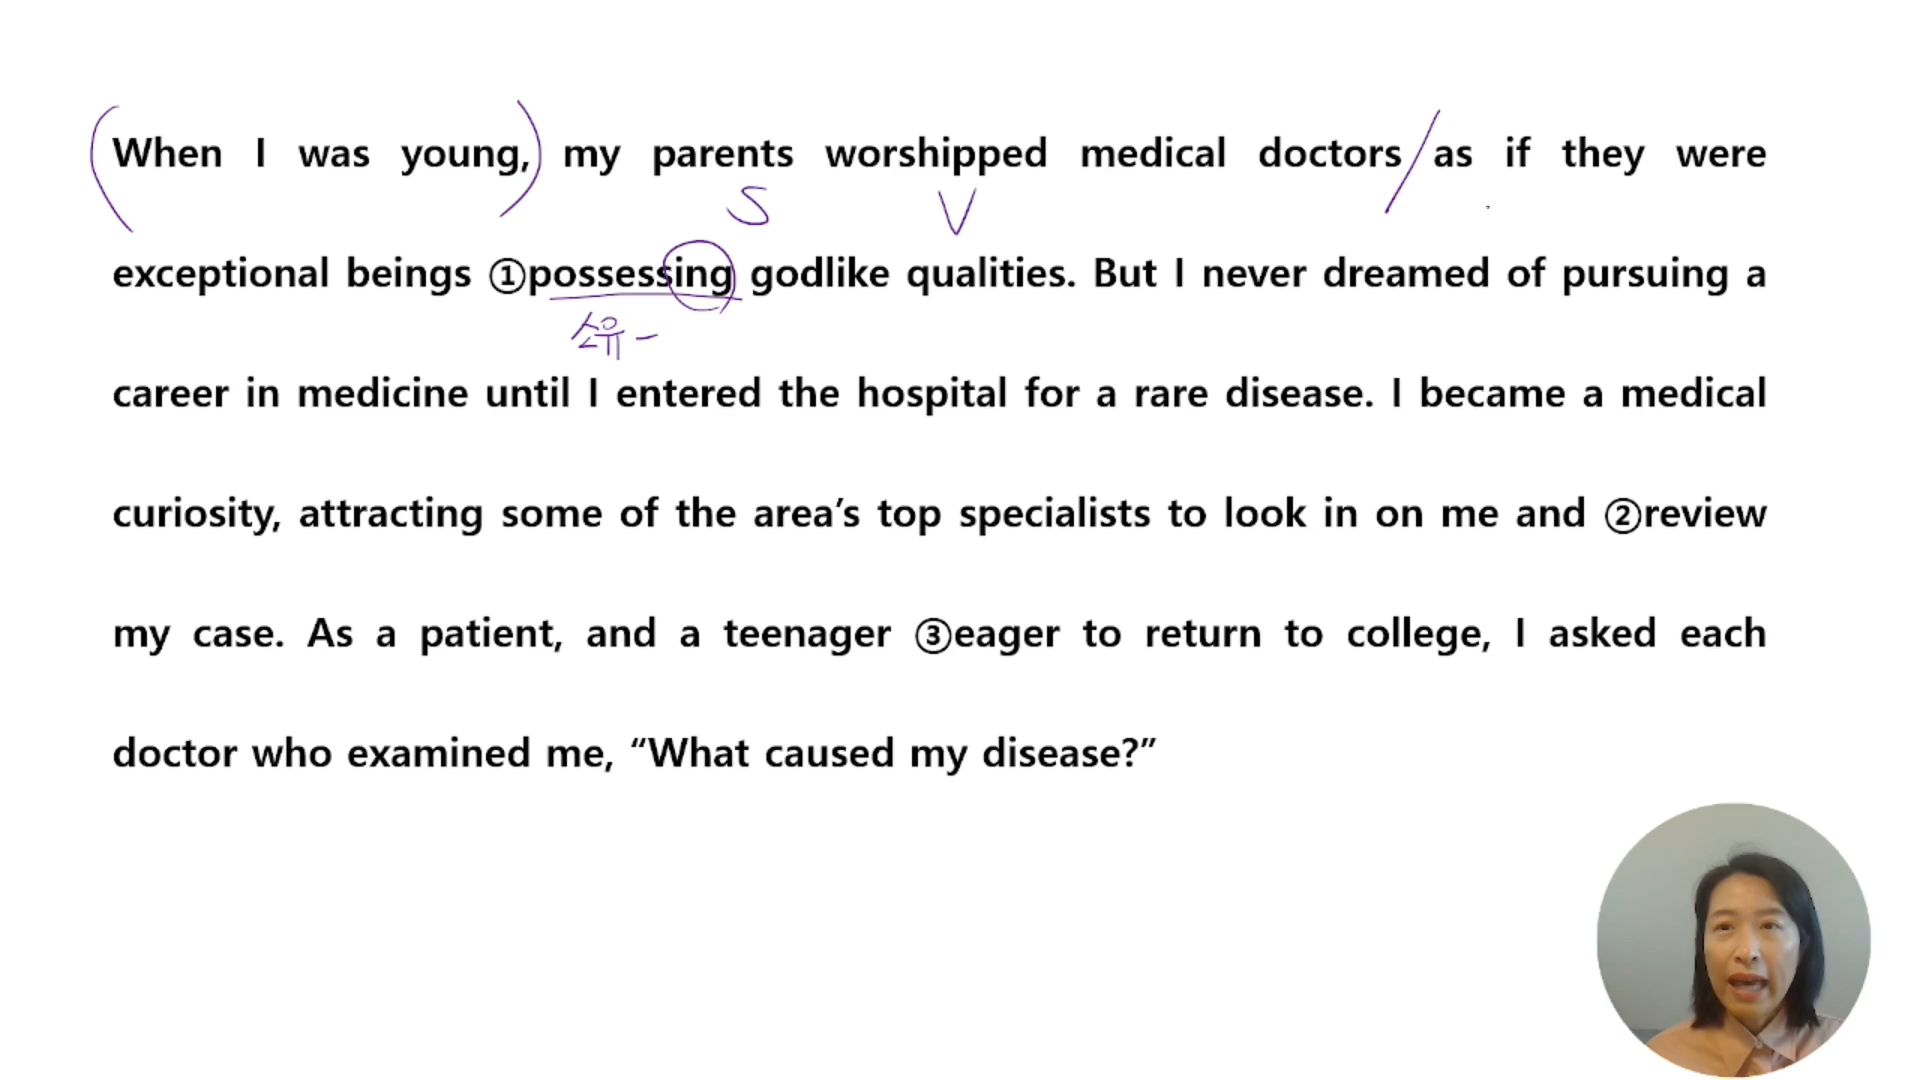 When I was young, my parents worshipped medical doctors as if they were
S V
exceptional beings ①possessing godlike qualities. But I never dreamed of pursuing a
소유
career in medicine until I entered the hospital for a rare disease. I became a medical
curiosity, attracting some of the area’s top specialists to look in on me and ②review
my case. As a patient, and a teenager ③eager to return to college, I asked each
doctor who examined me, “What caused my disease?”